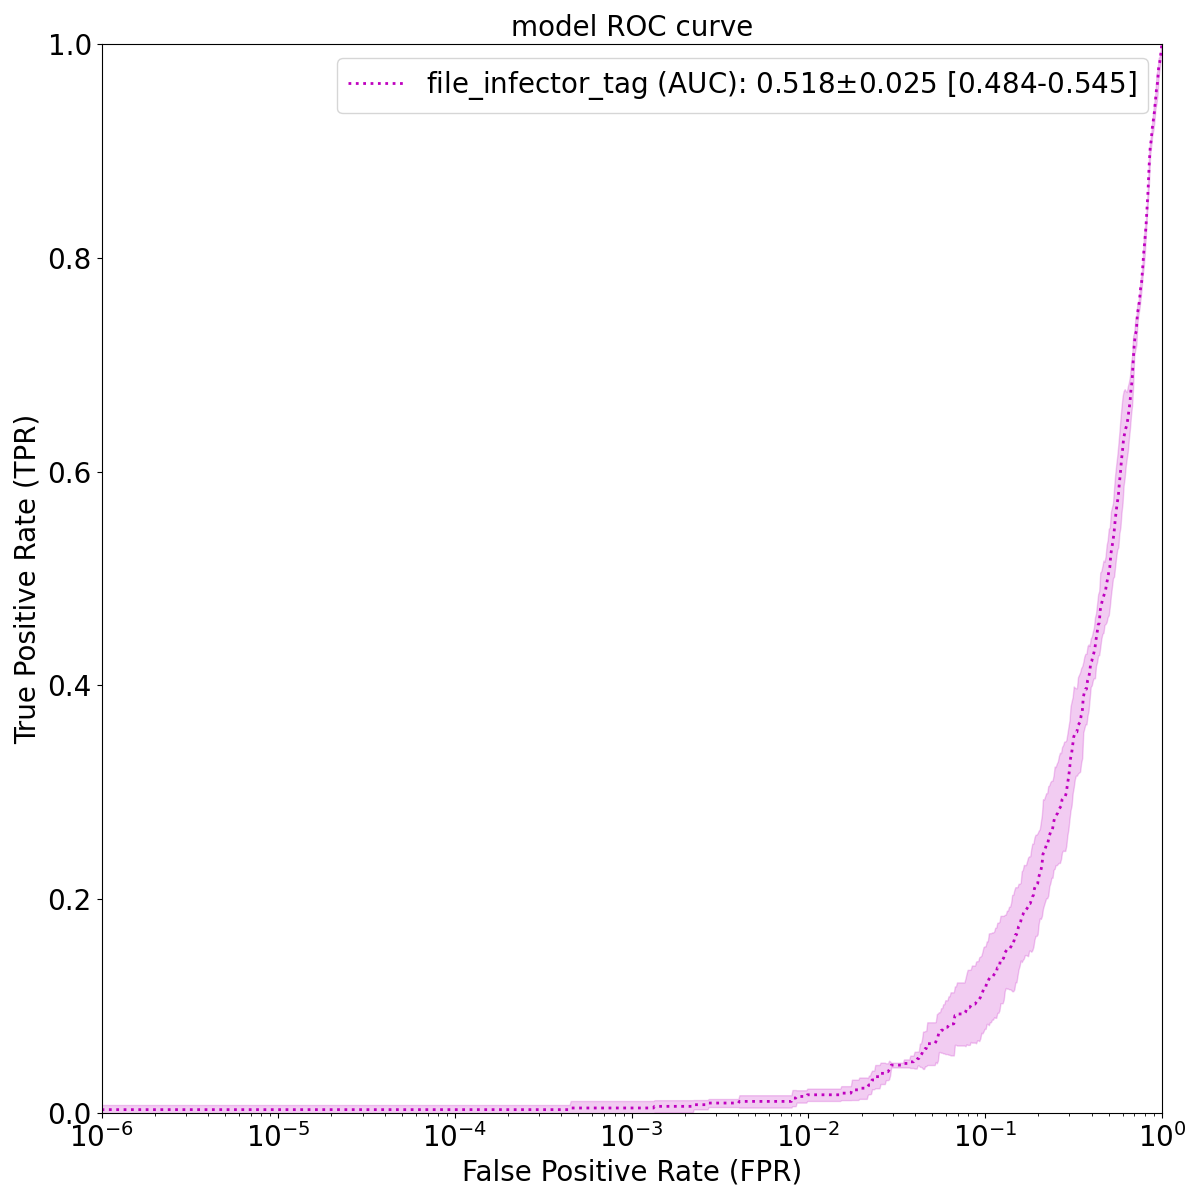 model ROC curve
file_infector_tag (AUC): 0.518±0.025 [0.484-0.545]
True Positive Rate (TPR)
1.0
0.8
0.6
0.4
0.2
0.0
10⁻⁶ 10⁻⁵ 10⁻⁴ 10⁻³ 10⁻² 10⁻¹ 10⁰
False Positive Rate (FPR)